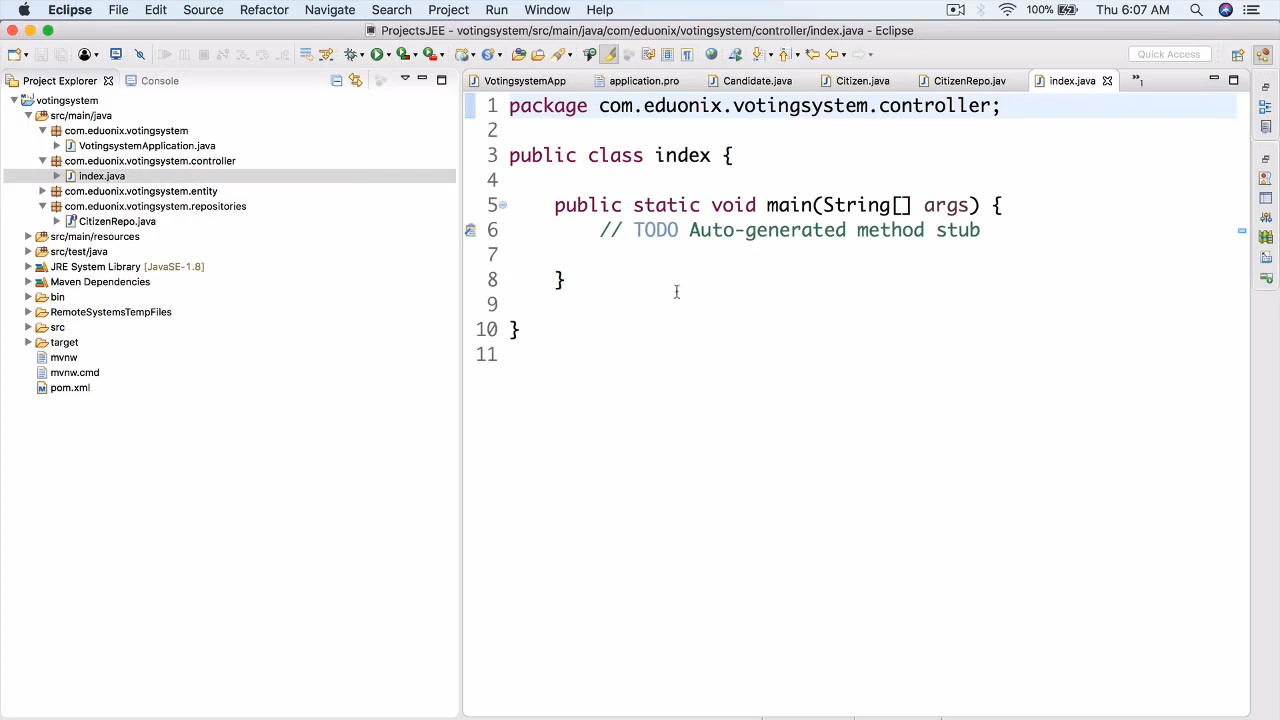 Eclipse File Edit Source Refactor Navigate Search Project Run Window Help 100% Thu 6:07 AM
ProjectsJEE - votingsystem/src/main/java/com/eduonix/votingsystem/controller/index.java - Eclipse
Quick Access
Project Explorer Console
VotingsystemApp application.pro Candidate.java Citizen.java CitizenRepo.jav index.java "1
votingsystem
src/main/java
com.eduonix.votingsystem
VotingsystemApplication.java
com.eduonix.votingsystem.controller
index.java
com.eduonix.votingsystem.entity
com.eduonix.votingsystem.repositories
CitizenRepo.java
src/main/resources
src/test/java
JRE System Library [JavaSE-1.8]
Maven Dependencies
bin
RemoteSystemsTempFiles
src
target
mvnw
mvnw.cmd
pom.xml
1 package com.eduonix.votingsystem.controller;
2
3 public class index {
4
5 public static void main(String[] args) {
6 // TODO Auto-generated method stub
7
8 }
9
10 }
11